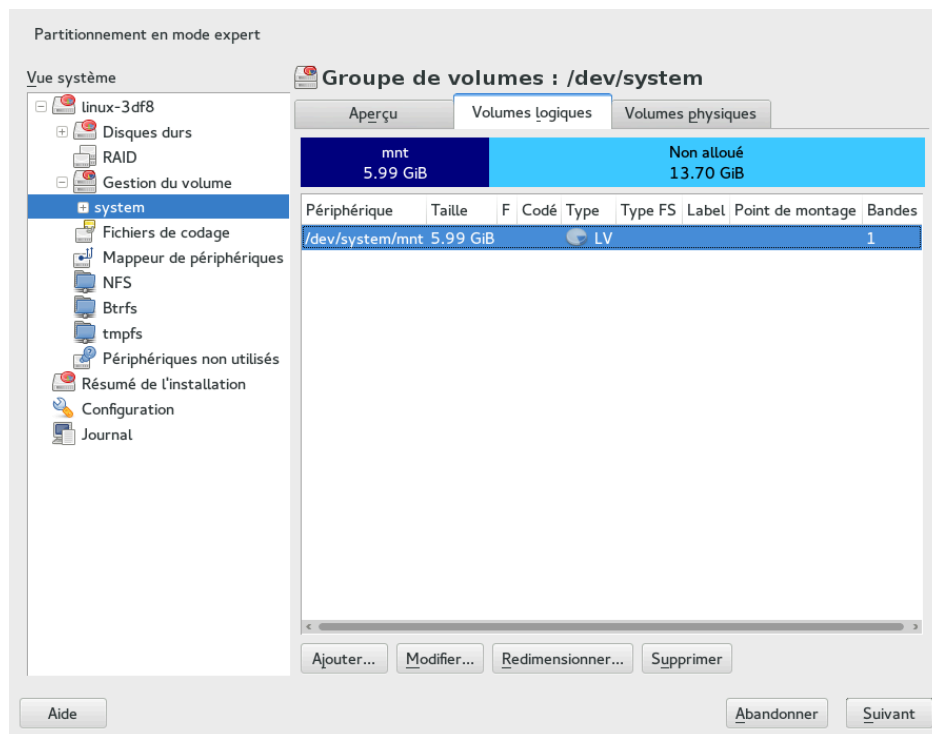 Partitionnement en mode expert
Vue système
linux-3df8
Disques durs
RAID
Gestion du volume
system
Fichiers de codage
Mappeur de périphériques
NFS
Btrfs
tmpfs
Périphériques non utilisés
Résumé de l'installation
Configuration
Journal
Groupe de volumes : /dev/system
Aperçu Volumes logiques Volumes physiques
mnt Non alloué
5.99 GiB 13.70 GiB
Périphérique Taille F Codé Type Type FS Label Point de montage Bandes
/dev/system/mnt 5.99 GiB LV 1
Ajouter... Modifier... Redimensionner... Supprimer
Aide Abandonner Suivant